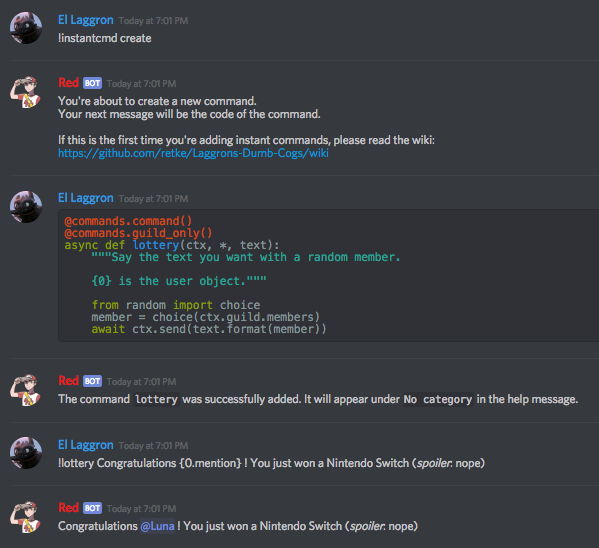 El Laggron Today at 7:01 PM
!instantcmd create
Red BOT Today at 7:01 PM
You're about to create a new command.
Your next message will be the code of the command.
If this is the first time you're adding instant commands, please read the wiki:
https://github.com/retke/Laggrons-Dumb-Cogs/wiki
El Laggron Today at 7:01 PM
@commands.command()
@commands.guild_only()
async def lottery(ctx, *, text):
    """Say the text you want with a random member.
    {0} is the user object."""
    from random import choice
    member = choice(ctx.guild.members)
    await ctx.send(text.format(member))
Red BOT Today at 7:01 PM
The command lottery was successfully added. It will appear under No category in the help message.
El Laggron Today at 7:01 PM
!lottery Congratulations {0.mention} ! You just won a Nintendo Switch (spoiler: nope)
Red BOT Today at 7:01 PM
Congratulations @Luna ! You just won a Nintendo Switch (spoiler: nope)